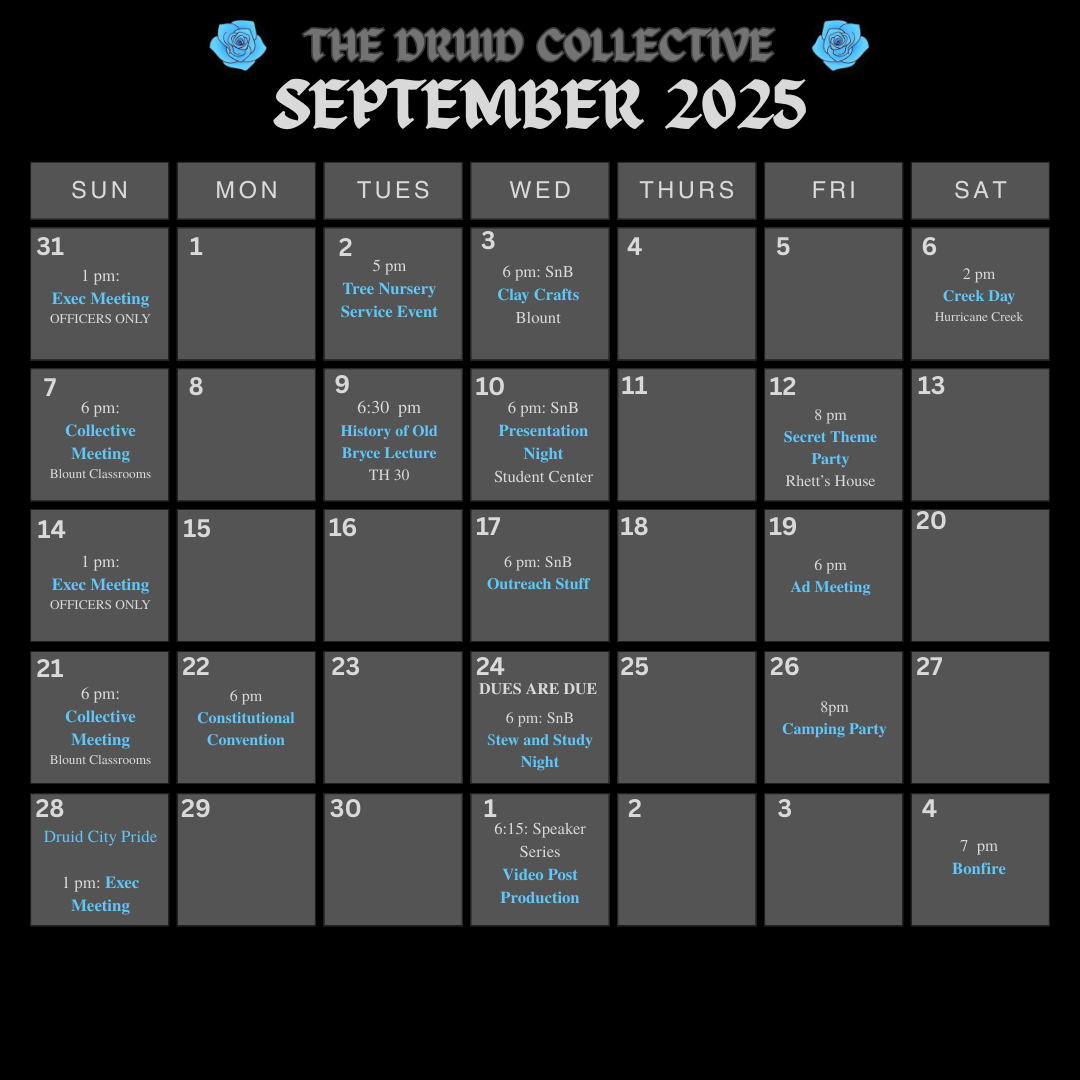 THE DRUID COLLECTIVE
SEPTEMBER 2025
SUN
MON
TUES
WED
THURS
FRI
SAT
31
1 pm:
Exec Meeting
OFFICERS ONLY
1
2
5 pm
Tree Nursery
Service Event
3
6 pm: SnB
Clay Crafts
Blount
4
5
6
2 pm
Creek Day
Hurricane Creek
7
6 pm:
Collective
Meeting
Blount Classrooms
8
9
6:30 pm
History of Old
Bryce Lecture
TH 30
10
6 pm: SnB
Presentation
Night
Student Center
11
12
8 pm
Secret Theme
Party
Rhett’s House
13
14
1 pm:
Exec Meeting
OFFICERS ONLY
15
16
17
6 pm: SnB
Outreach Stuff
18
19
6 pm
Ad Meeting
20
21
6 pm:
Collective
Meeting
Blount Classrooms
22
6 pm
Constitutional
Convention
23
24
DUES ARE DUE
6 pm: SnB
Stew and Study
Night
25
26
8pm
Camping Party
27
28
Druid City Pride
1 pm: Exec
Meeting
29
30
1
6:15: Speaker
Series
Video Post
Production
2
3
4
7 pm
Bonfire